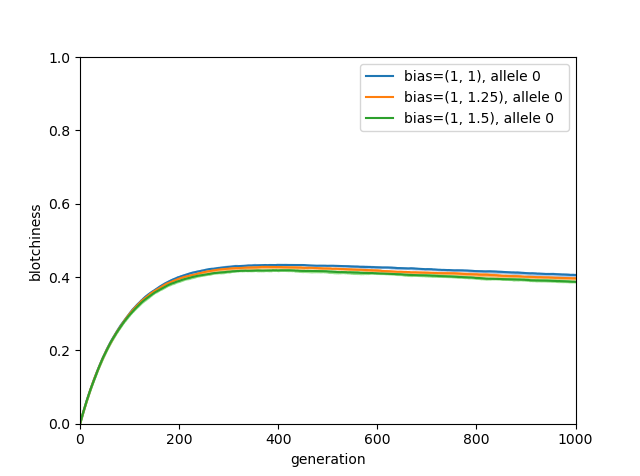 bias=(1, 1), allele 0
bias=(1, 1.25), allele 0
bias=(1, 1.5), allele 0
1.0
0.8
0.6
0.4
0.2
0.0
blotchiness
0 200 400 600 800 1000
generation